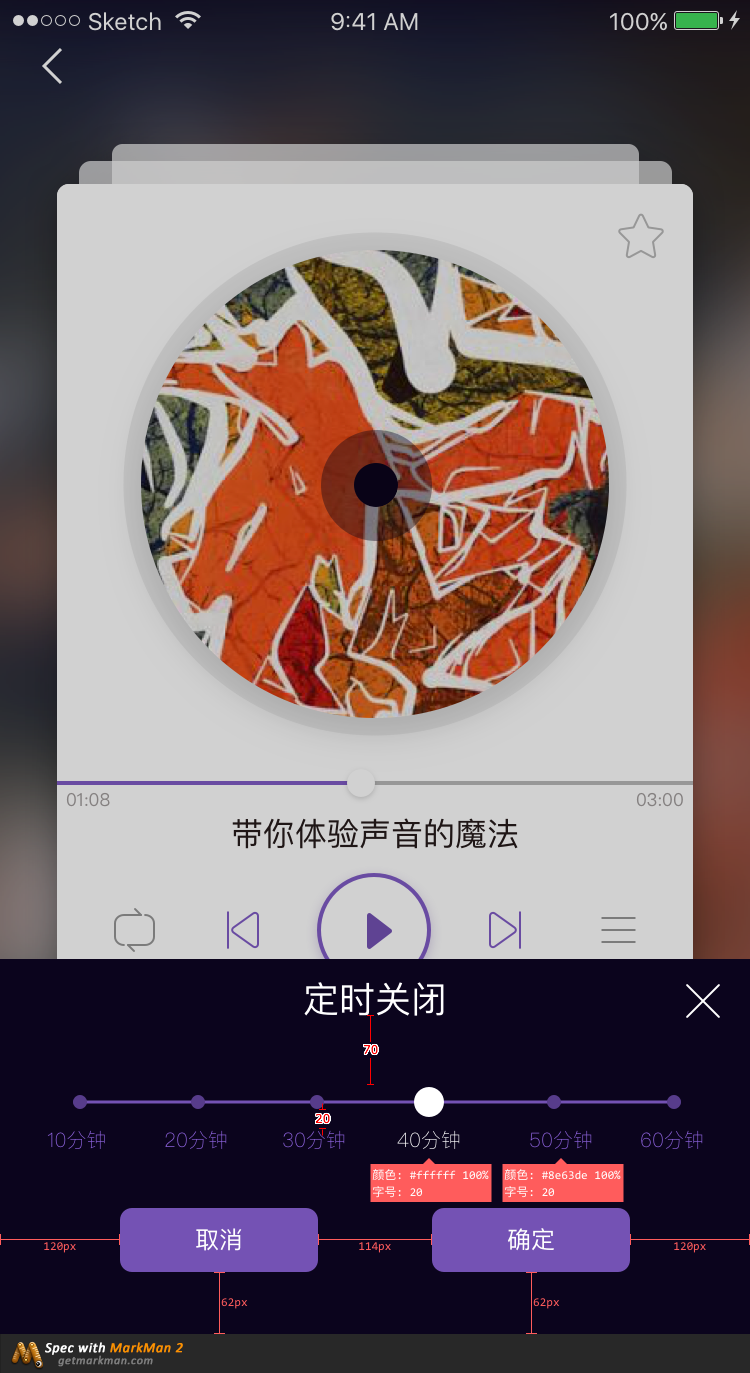 Sketch 9:41 AM 100%
01:08 03:00
带你体验声音的魔法
定时关闭
70
20
10分钟 20分钟 30分钟 40分钟 50分钟 60分钟
颜色: #ffffff 100%
字号: 20
颜色: #8e63de 100%
字号: 20
取消 确定
120px 114px 120px
62px 62px
Spec with MarkMan 2
getmarkman.com